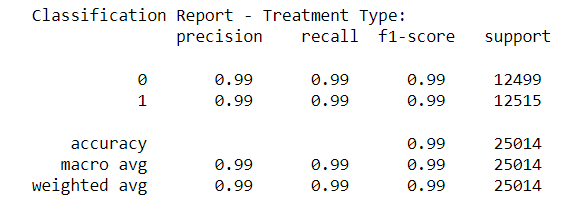 Classification Report - Treatment Type:
precision recall f1-score support
0 0.99 0.99 0.99 12499
1 0.99 0.99 0.99 12515
accuracy 0.99 25014
macro avg 0.99 0.99 0.99 25014
weighted avg 0.99 0.99 0.99 25014